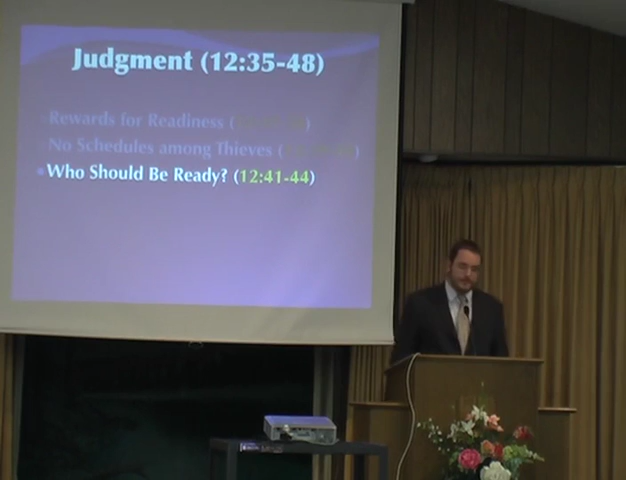 Judgment (12:35-48)
Rewards for Readiness (
No Schedules among Thieves (
•Who Should Be Ready? (12:41-44)